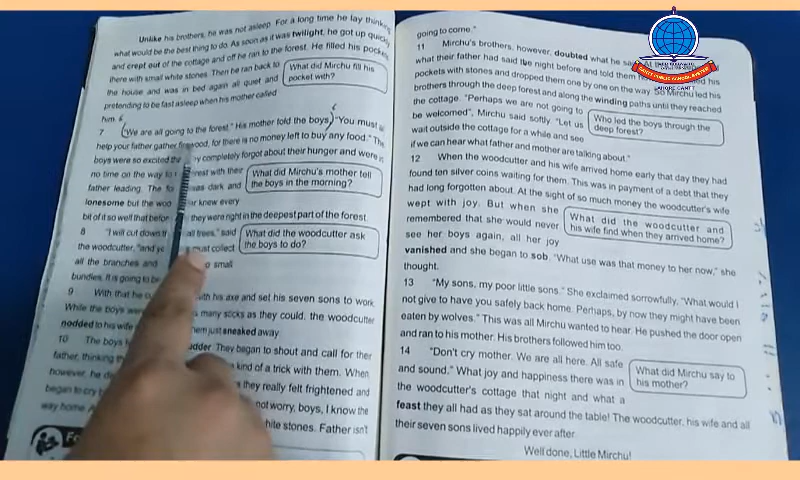 Unlike his brothers, he was not asleep. For a long time he lay thinking
what would be the best thing to do. As soon as it was twilight, he got up quickly
and crept out of the cottage and off he ran to the forest. He filled his pockets
there with small white stones. Then he ran back to
the house and was in bed again all quiet and
pretending to be fast asleep when his mother called
him.
What did Mirchu fill his
pocket with?
7 "We are all going to the forest." His mother told the boys, "You must
help your father gather firewood, for there is no money left to buy any food." The
boys were so excited they completely forgot about their hunger and were in
no time on the way to with their
father leading. The was dark and
lonesome but the knew every
bit of it so well that they were right in the deepest part of the forest.
What did Mirchu's mother tell
the boys in the morning?
8 "I will cut down all trees," said
the woodcutter, must collect
all the branches and small
bundles. It is going to
What did the woodcutter ask
the boys to do?
9 With that he with his axe and set his seven sons to work.
While the boys were many sticks as they could, the woodcutter
nodded to his just sneaked away.
10 The boys They began to shout and call for their
father, thinking kind of a trick with them. When
however, he they really felt frightened and
began to cry not worry, boys, I know the
way home. white stones. Father isn't
going to come."
11 Mirchu's brothers, however, doubted what he
what their father had said the night before and told them his
pockets with stones and dropped them one by one on the way. So Mirchu led his
brothers through the deep forest and along the winding paths until they reached
the cottage. "Perhaps we are not going to
be welcomed", Mirchu said softly. "Let us
wait outside the cottage for a while and see
if we can hear what father and mother are talking about."
Who led the boys through the
deep forest?
12 When the woodcutter and his wife arrived home early that day they had
found ten silver coins waiting for them. This was in payment of a debt that they
had long forgotten about. At the sight of so much money the woodcutter's wife
wept with joy. But when she
remembered that she would never
see her boys again, all her joy
vanished and she began to sob, "What use was that money to her now," she
thought.
What did the woodcutter and
his wife find when they arrived home?
13 "My sons, my poor little sons." She exclaimed sorrowfully. "What would I
not give to have you safely back home. Perhaps, by now they might have been
eaten by wolves." This was all Mirchu wanted to hear. He pushed the door open
and ran to his mother. His brothers followed him too.
14 "Don't cry mother. We are all here. All safe
and sound." What joy and happiness there was in
the woodcutter's cottage that night and what a
feast they all had as they sat around the table! The woodcutter, his wife and all
their seven sons lived happily ever after.
What did Mirchu say to
his mother?
Well done, Little Mirchu!
LAHORE CANTT